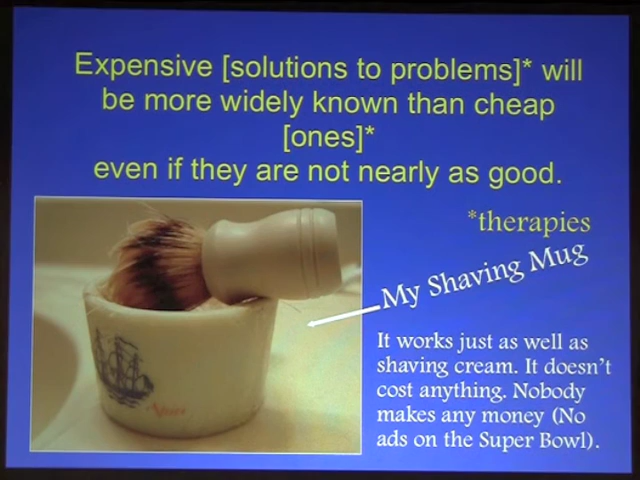 Expensive [solutions to problems]* will
be more widely known than cheap
[ones]*
even if they are not nearly as good.
*therapies
My Shaving Mug
It works just as well as
shaving cream. It doesn't
cost anything. Nobody
makes any money (No
ads on the Super Bowl).